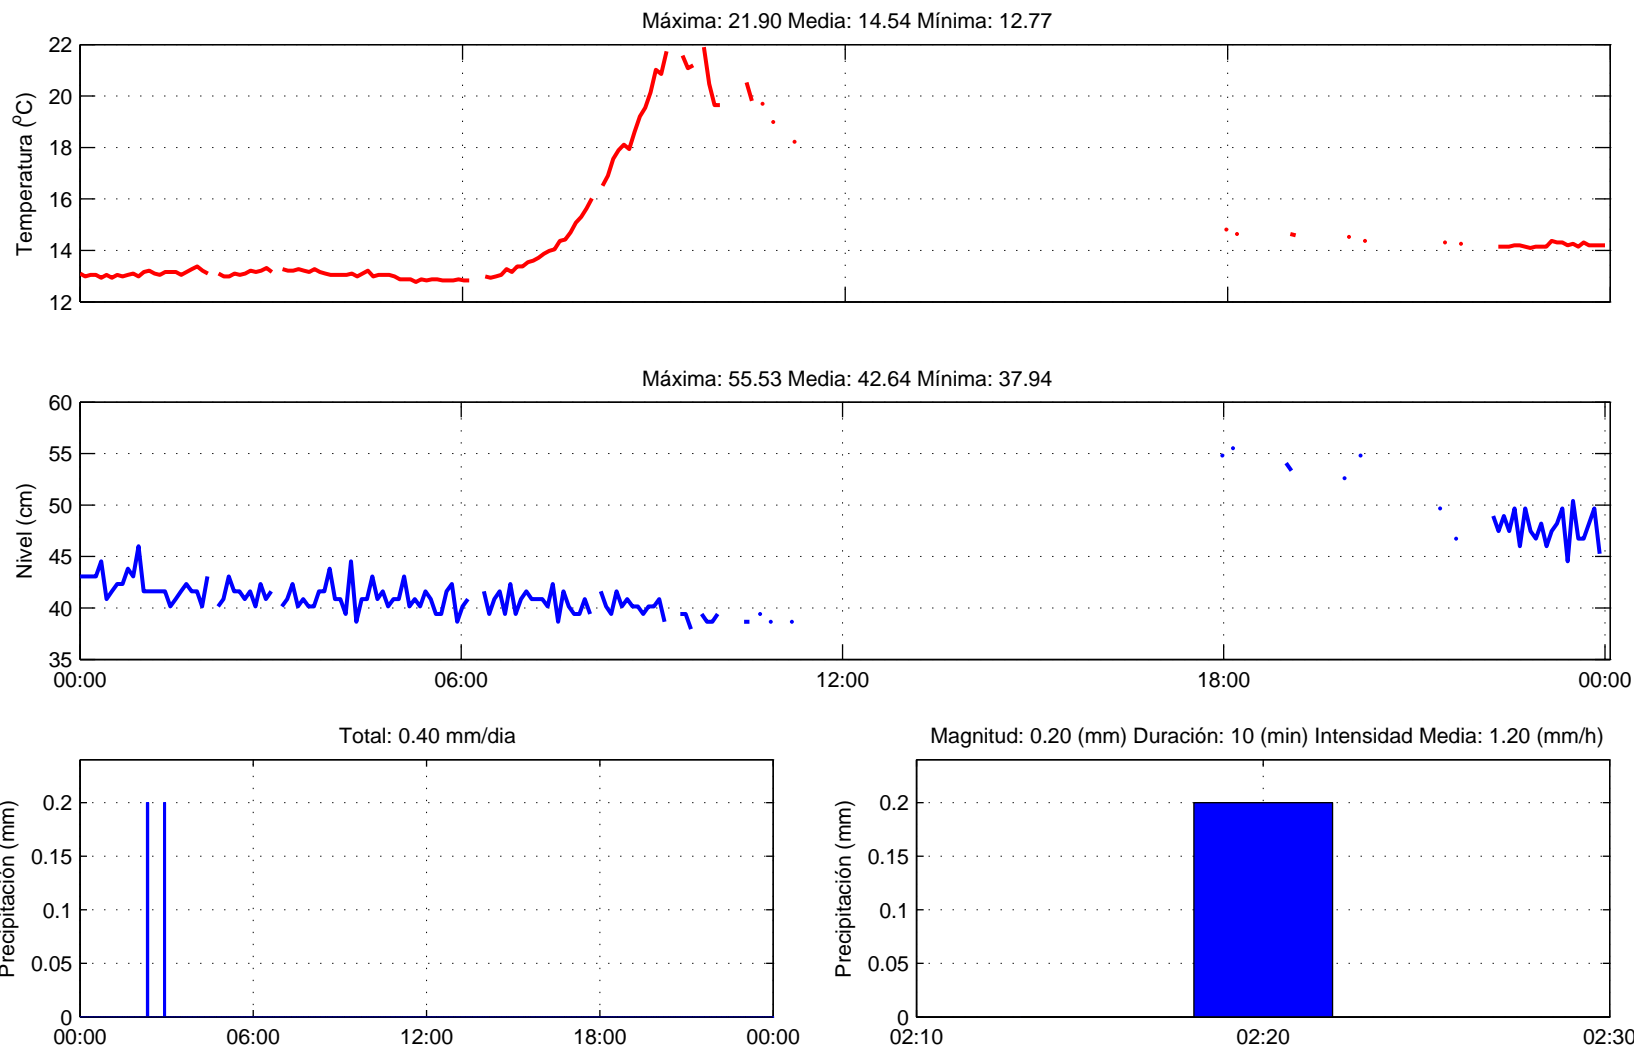 Máxima: 21.90 Media: 14.54 Mínima: 12.77
Temperatura (ºC)
22
20
18
16
14
12
Máxima: 55.53 Media: 42.64 Mínima: 37.94
Nivel (cm)
60
55
50
45
40
35
00:00 06:00 12:00 18:00 00:00
Total: 0.40 mm/dia
Precipitación (mm)
0.2
0.15
0.1
0.05
0
00:00 06:00 12:00 18:00 00:00
Magnitud: 0.20 (mm) Duración: 10 (min) Intensidad Media: 1.20 (mm/h)
Precipitación (mm)
0.2
0.15
0.1
0.05
0
02:10 02:20 02:30